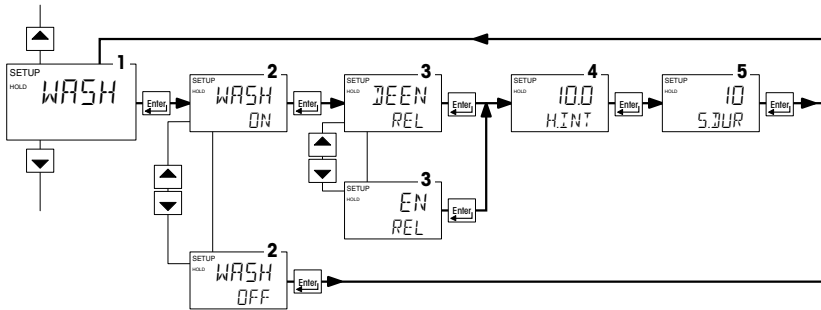 1
SETUP
HOLD
WASH
Enter
2
SETUP
HOLD
WASH
ON
Enter
3
SETUP
HOLD
DEEN
REL
Enter
4
SETUP
HOLD
10.0
H.INT
Enter
5
SETUP
HOLD
10
S.DUR
Enter
3
SETUP
HOLD
EN
REL
Enter
2
SETUP
HOLD
WASH
OFF
Enter